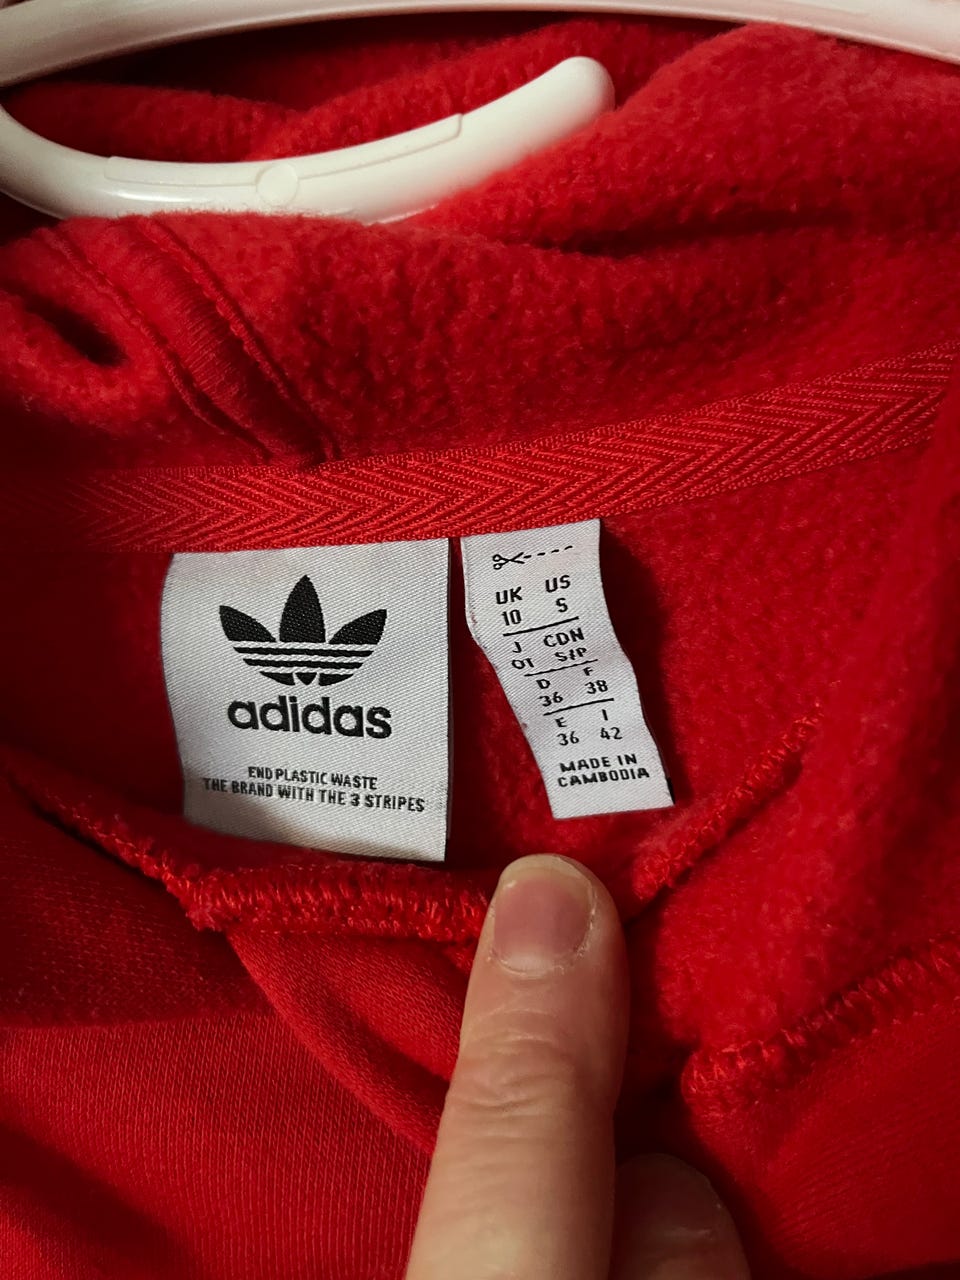 adidas
END PLASTIC WASTE
THE BRAND WITH THE 3 STRIPES
UK US
10 S
J CDN
OT S/P
D F
36 38
E I
36 42
MADE IN
CAMBODIA